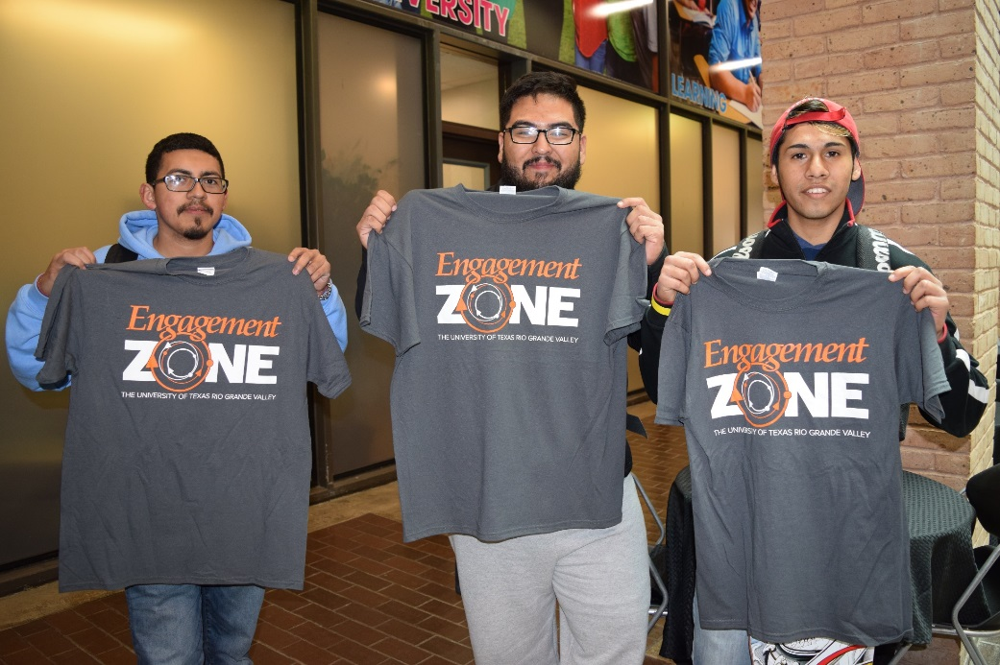 VERSITY
LEARNING
Engagement
ZONE
THE UNIVERSITY OF TEXAS RIO GRANDE VALLEY
Engagement
ZONE
THE UNIVERSITY OF TEXAS RIO GRANDE VALLEY
Engagement
ZONE
THE UNIVERSITY OF TEXAS RIO GRANDE VALLEY